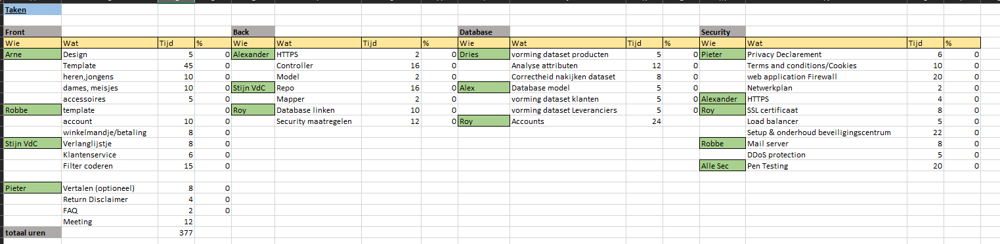 Taken
Front Back Database Security
Wie Wat Tijd % Wie Wat Tijd % Wie Wat Tijd % Wie Wat Tijd %
Arne Design 5 0 Alexander HTTPS 2 0 Dries vorming dataset producten 5 0 Pieter Privacy Declarement 6 0
Template 45 0 Controller 16 0 Analyse attributen 12 0 Terms and conditions/Cookies 10 0
heren,jongens 10 0 Model 2 0 Correctheid nakijken dataset 8 0 web application Firewall 20 0
dames, meisjes 10 0 Stijn VdC Repo 16 0 Alex Database model 5 0 Netwerkplan 2 0
accessoires 5 0 Mapper 2 0 vorming dataset klanten 5 0 Alexander HTTPS 4 0
Robbe template 0 Roy Database linken 10 0 vorming dataset Leveranciers 5 0 Roy SSL certificaat 8 0
account 10 0 Security maatregelen 12 0 Roy Accounts 24 Load balancer 5 0
winkelmandje/betaling 8 0 Setup & onderhoud beveiligingscentrum 22 0
Stijn VdC Verlanglijstje 8 0 Robbe Mail server 8 0
Klantenservice 6 0 DDoS protection 5 0
Filter coderen 15 0 Alle Sec Pen Testing 20 0
Pieter Vertalen (optioneel) 8 0
Return Disclaimer 4 0
FAQ 2 0
Meeting 12
totaal uren 377